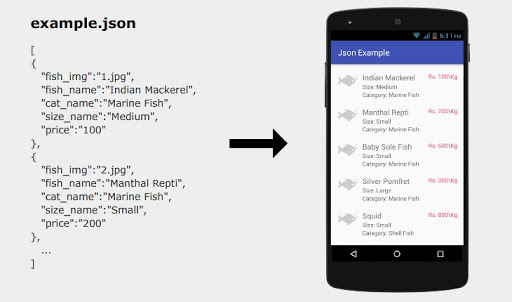 example.json
[
{
"fish_img":"1.jpg",
"fish_name":"Indian Mackerel",
"cat_name":"Marine Fish",
"size_name":"Medium",
"price":"100"
},
{
"fish_img":"2.jpg",
"fish_name":"Manthal Repti",
"cat_name":"Marine Fish",
"size_name":"Small",
"price":"200"
},
...
]
5:11
Json Example
Indian Mackerel Rs. 100\Kg
Size: Medium
Category: Marine Fish
Manthal Repti Rs. 200\Kg
Size: Small
Category: Marine Fish
Baby Sole Fish Rs. 600\Kg
Size: Small
Category: Marine Fish
Silver Pomfret Rs. 300\Kg
Size: Large
Category: Marine Fish
Squid Rs. 800\Kg
Size: Small
Category: Shell Fish